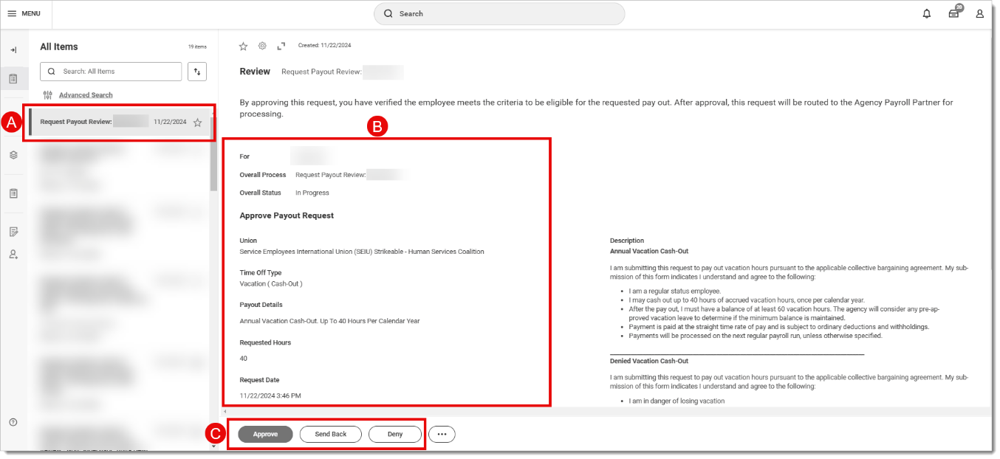 MENU
Search
20
All Items
19 items
Search: All Items
Advanced Search
A
Request Payout Review:
11/22/2024
Created: 11/22/2024
Review
Request Payout Review:
By approving this request, you have verified the employee meets the criteria to be eligible for the requested pay out. After approval, this request will be routed to the Agency Payroll Partner for
processing.
B
For
Overall Process Request Payout Review:
Overall Status In Progress
Approve Payout Request
Union
Service Employees International Union (SEIU) Strikeable - Human Services Coalition
Time Off Type
Vacation ( Cash-Out )
Payout Details
Annual Vacation Cash-Out. Up To 40 Hours Per Calendar Year
Requested Hours
40
Request Date
11/22/2024 3:46 PM
Description
Annual Vacation Cash-Out
I am submitting this request to pay out vacation hours pursuant to the applicable collective bargaining agreement. My sub-
mission of this form indicates I understand and agree to the following:
• I am a regular status employee.
• I may cash out up to 40 hours of accrued vacation hours, once per calendar year.
• After the pay out, I must have a balance of at least 60 vacation hours. The agency will consider any pre-ap-
proved vacation leave to determine if the minimum balance is maintained.
• Payment is paid at the straight time rate of pay and is subject to ordinary deductions and withholdings.
• Payments will be processed on the next regular payroll run, unless otherwise specified.
Denied Vacation Cash-Out
I am submitting this request to pay out vacation hours pursuant to the applicable collective bargaining agreement. My sub-
mission of this form indicates I understand and agree to the following:
• I am in danger of losing vacation
C
Approve
Send Back
Deny